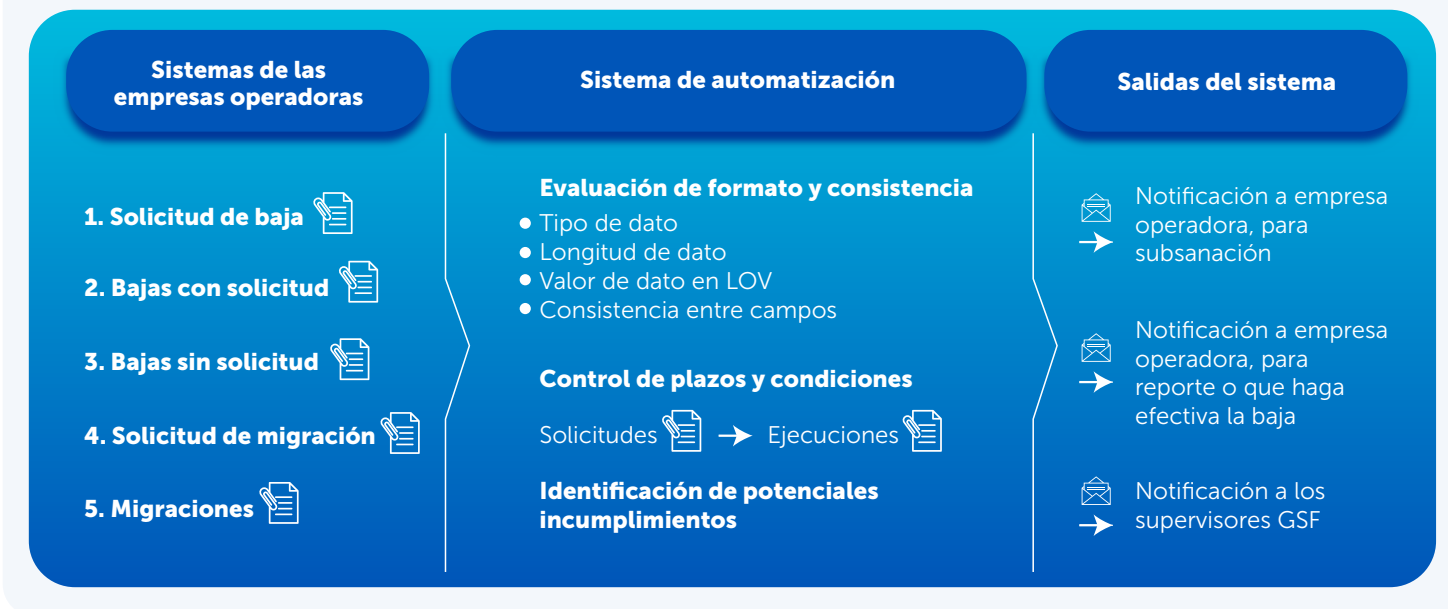 Sistemas de las
empresas operadoras
Sistema de automatización
Salidas del sistema
1. Solicitud de baja
2. Bajas con solicitud
3. Bajas sin solicitud
4. Solicitud de migración
5. Migraciones
Evaluación de formato y consistencia
● Tipo de dato
● Longitud de dato
● Valor de dato en LOV
● Consistencia entre campos
Control de plazos y condiciones
Solicitudes → Ejecuciones
Identificación de potenciales
incumplimientos
Notificación a empresa
operadora, para
subsanación
Notificación a empresa
operadora, para
reporte o que haga
efectiva la baja
Notificación a los
supervisores GSF